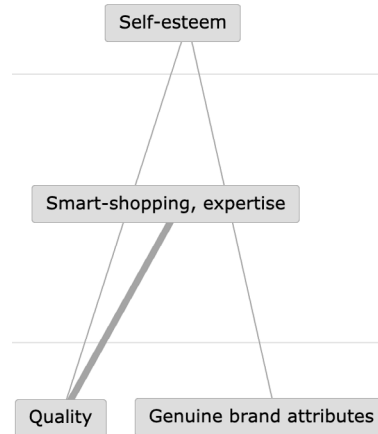 Self-esteem
Smart-shopping, expertise
Quality
Genuine brand attributes